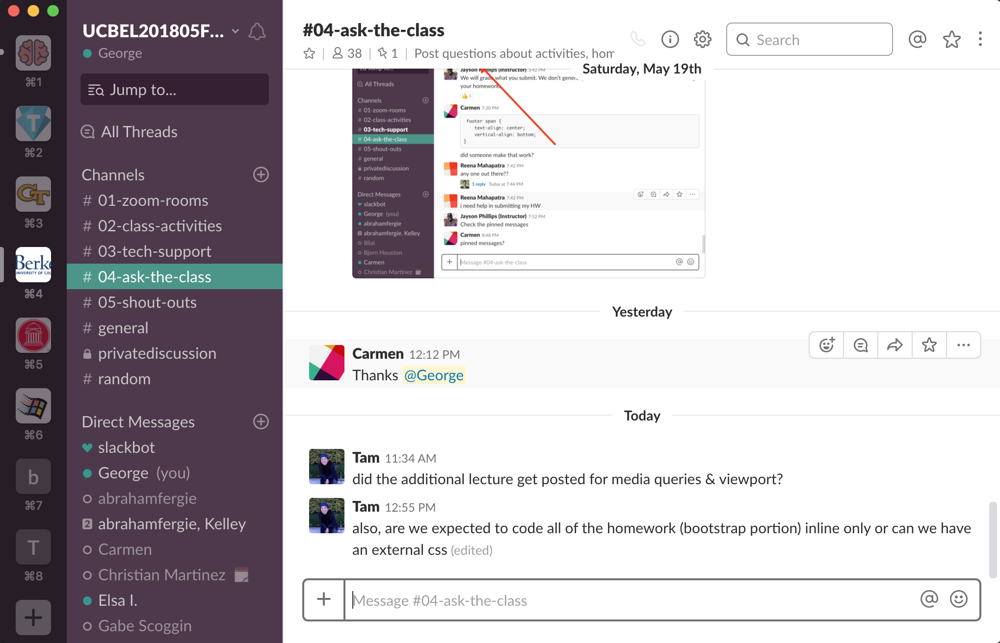 UCBEL201805F...
George
Jump to...
All Threads
Channels
# 01-zoom-rooms
# 02-class-activities
# 03-tech-support
# 04-ask-the-class
# 05-shout-outs
# general
privatediscussion
# random
Direct Messages
slackbot
George (you)
abrahamfergie
2 abrahamfergie, Kelley
Carmen
Christian Martinez
Elsa I.
Gabe Scoggin
⌘1
T
⌘2
GT
⌘3
Berke
UNIVERSITY OF CAL
⌘4
⌘5
⌘6
b
⌘7
T
⌘8
#04-ask-the-class
38 | 1 | Post questions about activities, hom
Search
Saturday, May 19th
All Threads
Channels
# 01-zoom-rooms
# 02-class-activities
# 03-tech-support
# 04-ask-the-class
# 05-shout-outs
# general
privatediscussion
# random
Direct Messages
slackbot
George (you)
abrahamfergie
abrahamfergie, Kelley
Bilal
Bjorn Houston
Carmen
Christian Martinez
Jayson Phillips (Instructor) 3:42 PM
We will grade what you submit. We don't
your homework.
1
Carmen 7:30 PM
footer span {
text-align: center;
vertical-align: bottom;
}
did someone make that work?
Reena Mahapatra 7:42 PM
any one out there??
1 reply Today at 7:44 PM
Reena Mahapatra 7:42 PM
i need help in submitting my HW
Jayson Phillips (Instructor) 7:52 PM
Check the pinned messages
Carmen 8:48 PM
pinned messages?
Message #04-ask-the-class
Yesterday
Carmen 12:12 PM
Thanks @George
Today
Tam 11:34 AM
did the additional lecture get posted for media queries & viewport?
Tam 12:55 PM
also, are we expected to code all of the homework (bootstrap portion) inline only or can we have
an external css (edited)
Message #04-ask-the-class